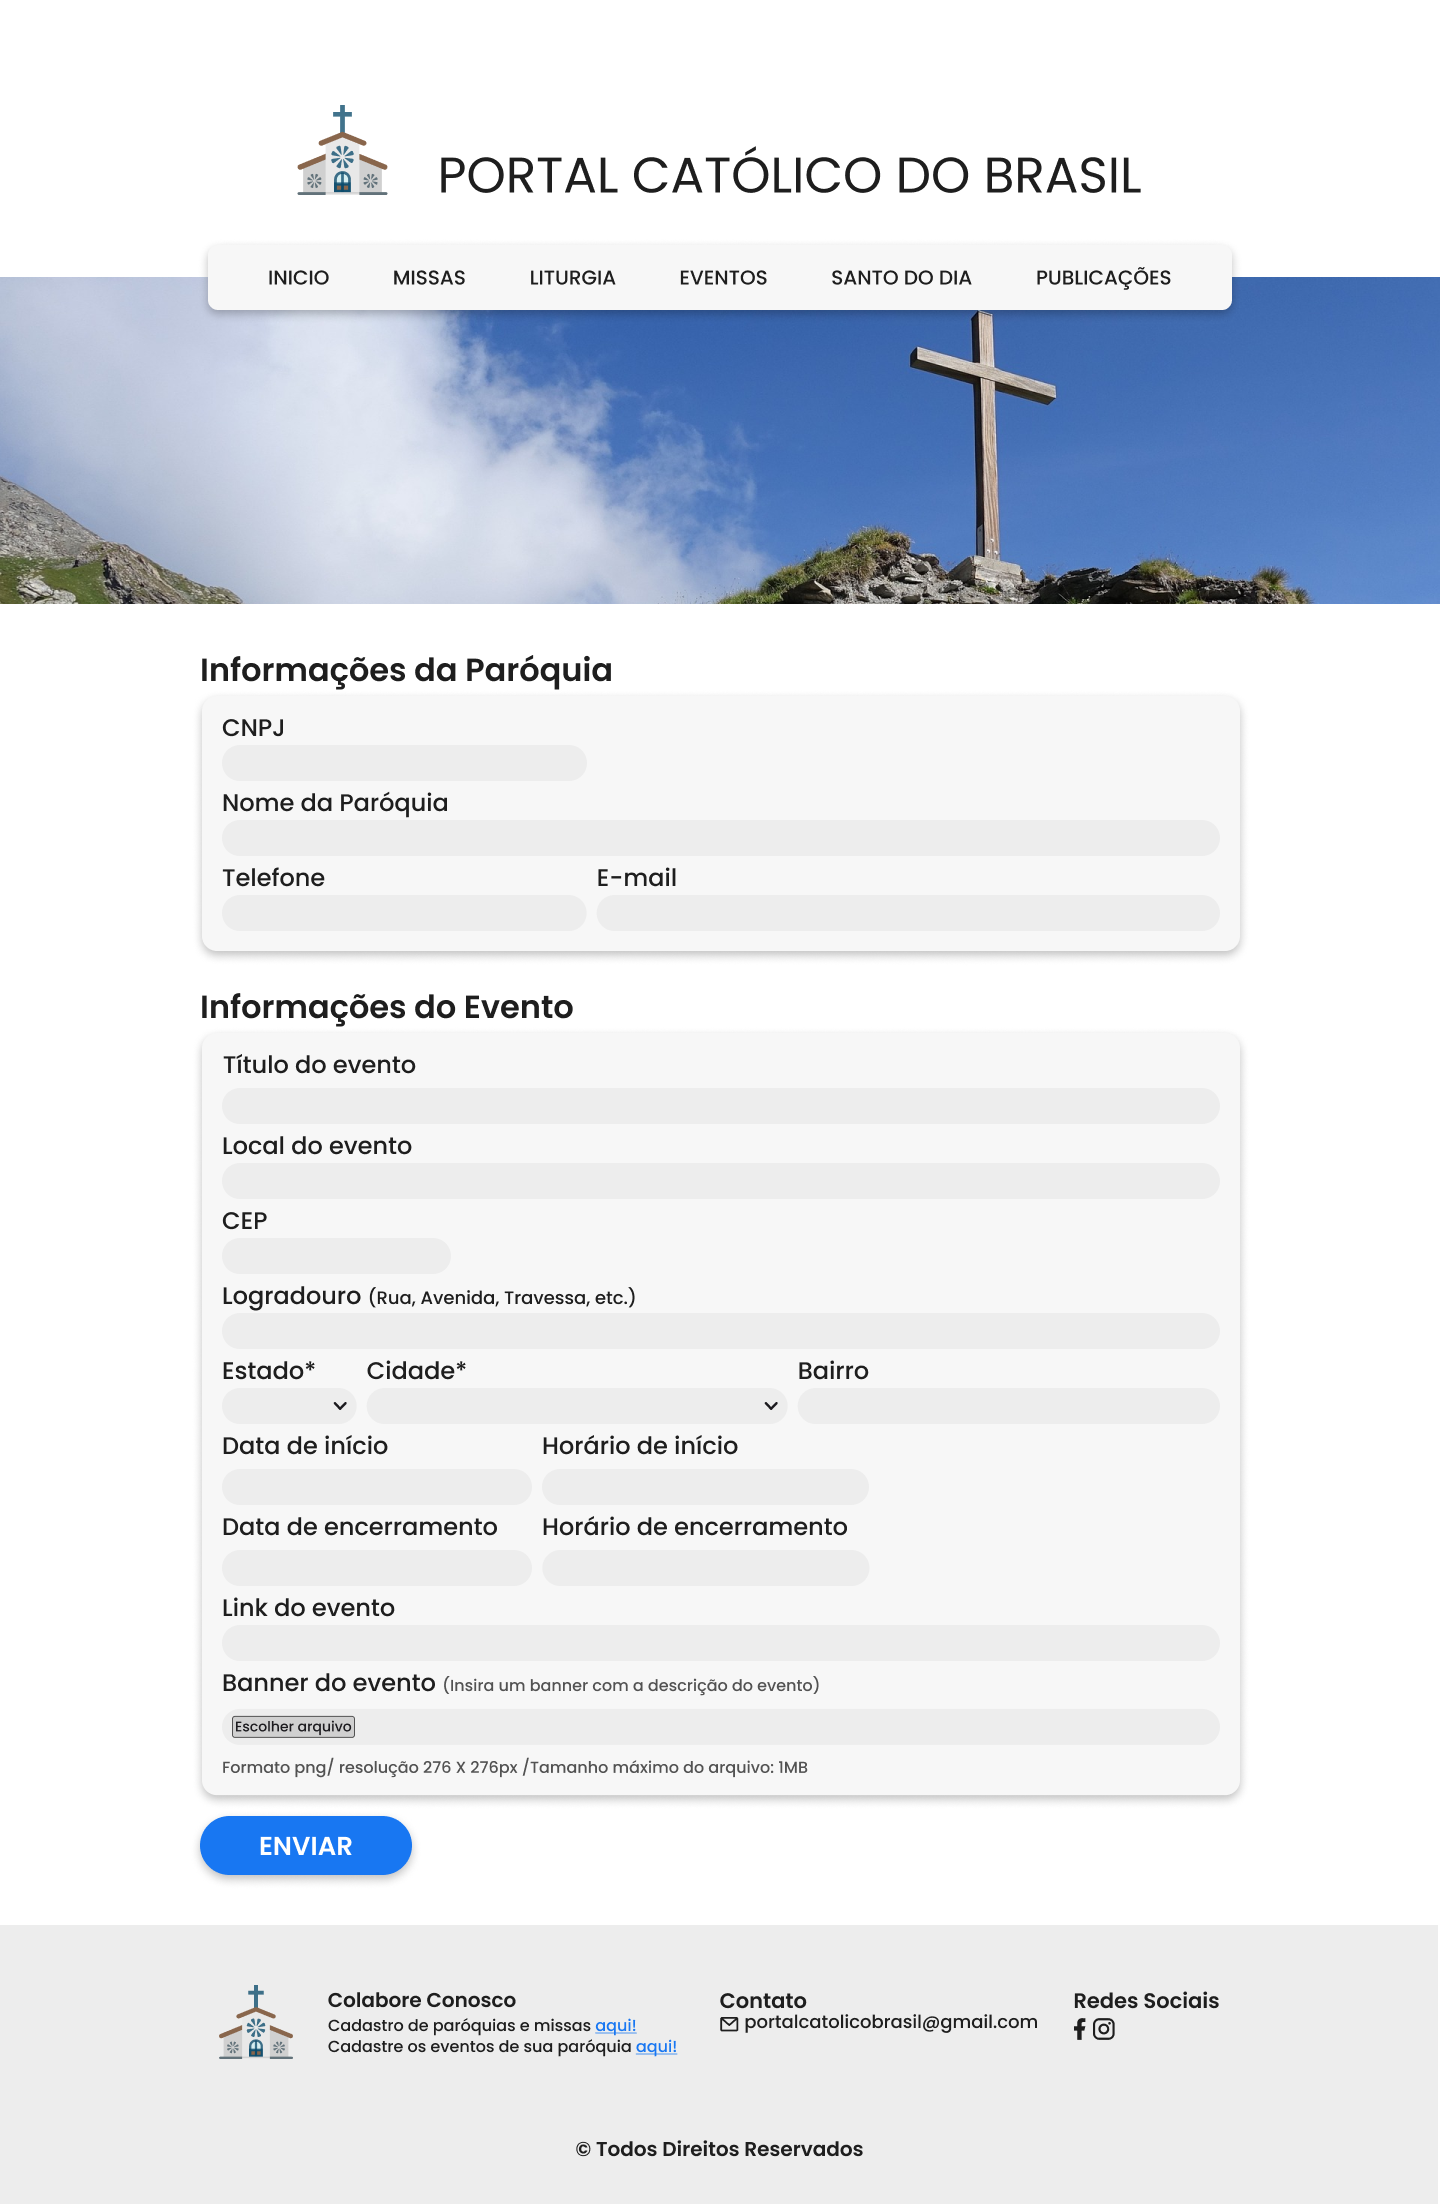 PORTAL CATÓLICO DO BRASIL
INICIO MISSAS LITURGIA EVENTOS SANTO DO DIA PUBLICAÇÕES
Informações da Paróquia
CNPJ
Nome da Paróquia
Telefone E-mail
Informações do Evento
Título do evento
Local do evento
CEP
Logradouro (Rua, Avenida, Travessa, etc.)
Estado* Cidade* Bairro
Data de início Horário de início
Data de encerramento Horário de encerramento
Link do evento
Banner do evento (Insira um banner com a descrição do evento)
Escolher arquivo
Formato png/ resolução 276 X 276px /Tamanho máximo do arquivo: 1MB
ENVIAR
Colabore Conosco
Cadastro de paróquias e missas aqui!
Cadastre os eventos de sua paróquia aqui!
Contato
portalcatolicobrasil@gmail.com
Redes Sociais
© Todos Direitos Reservados